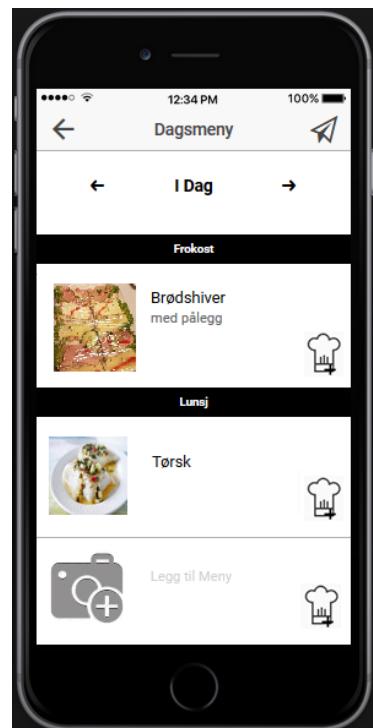 12:34 PM
100%
Dagsmeny
I Dag
Frokost
Brødshiver
med pålegg
Lunsj
Tørsk
Legg til Meny